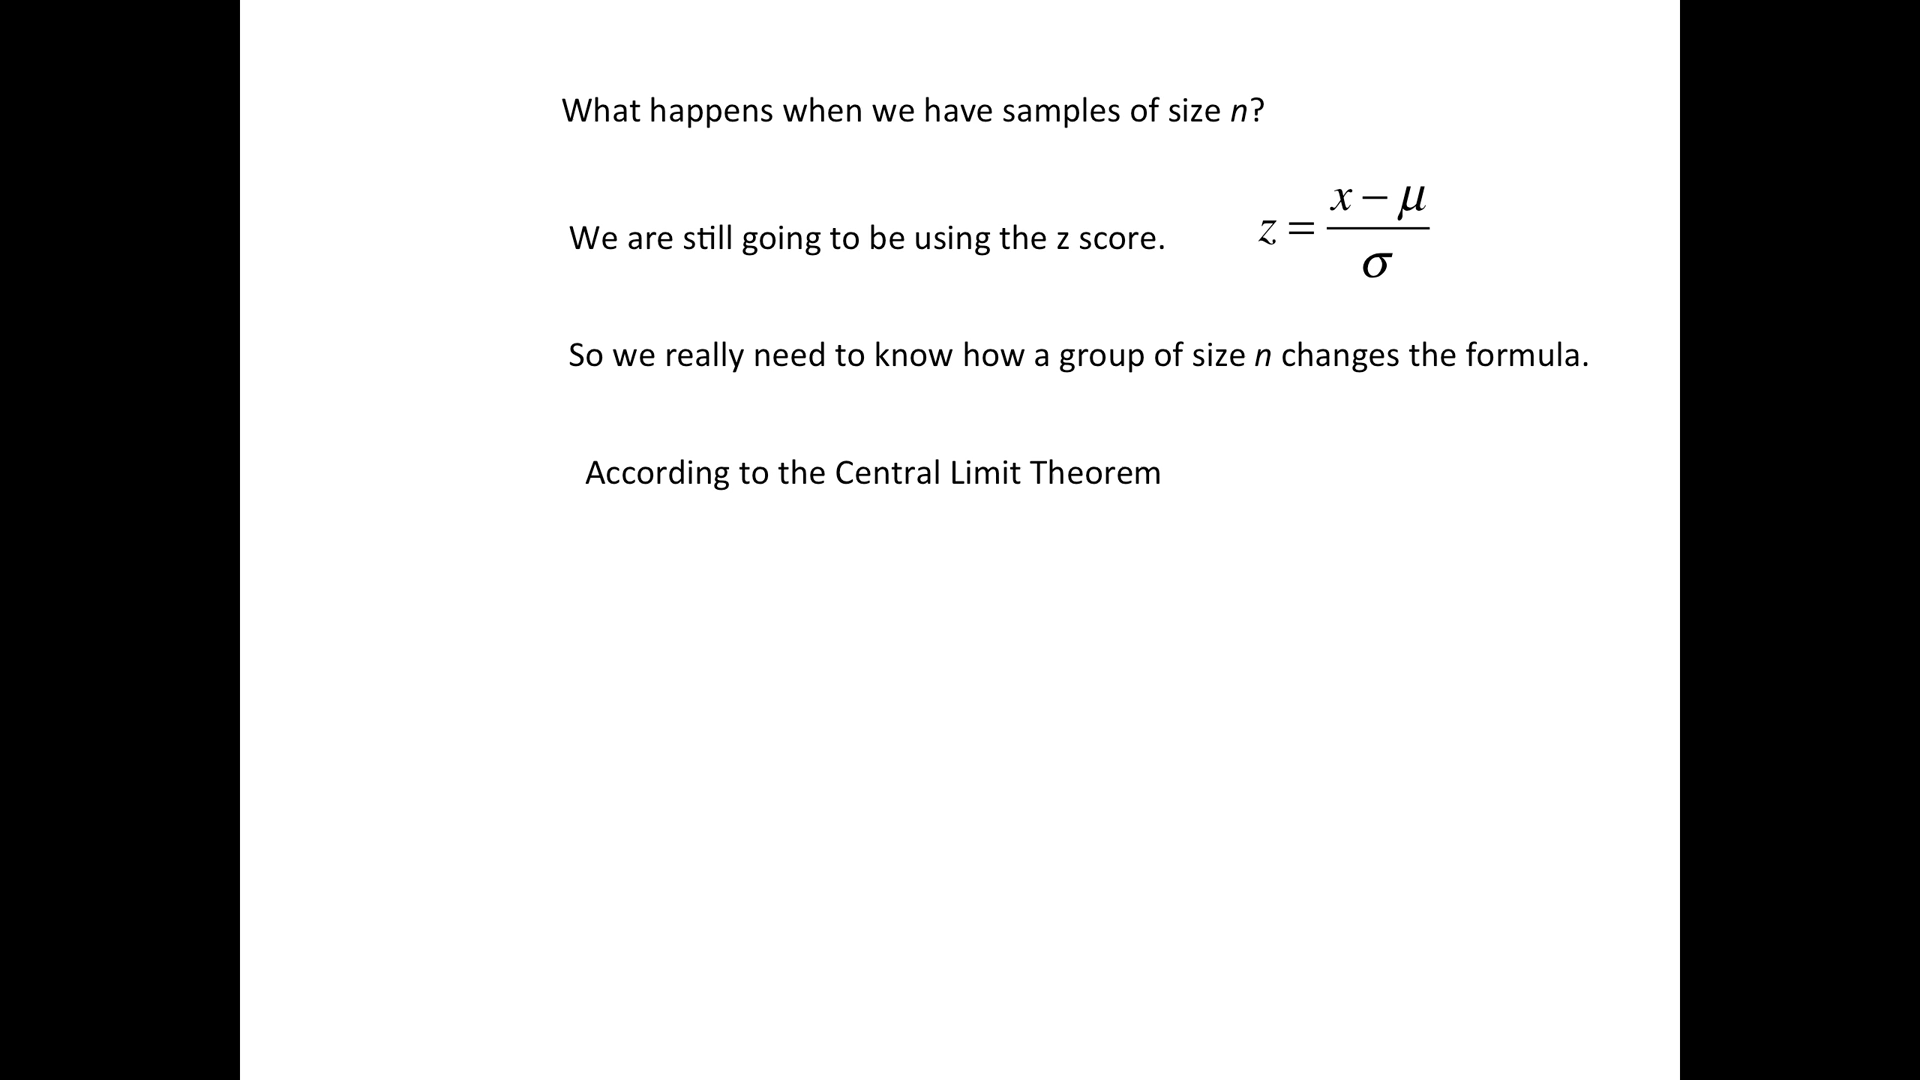 What happens when we have samples of size n?
We are still going to be using the z score. z = (x − μ) / σ
So we really need to know how a group of size n changes the formula.
According to the Central Limit Theorem